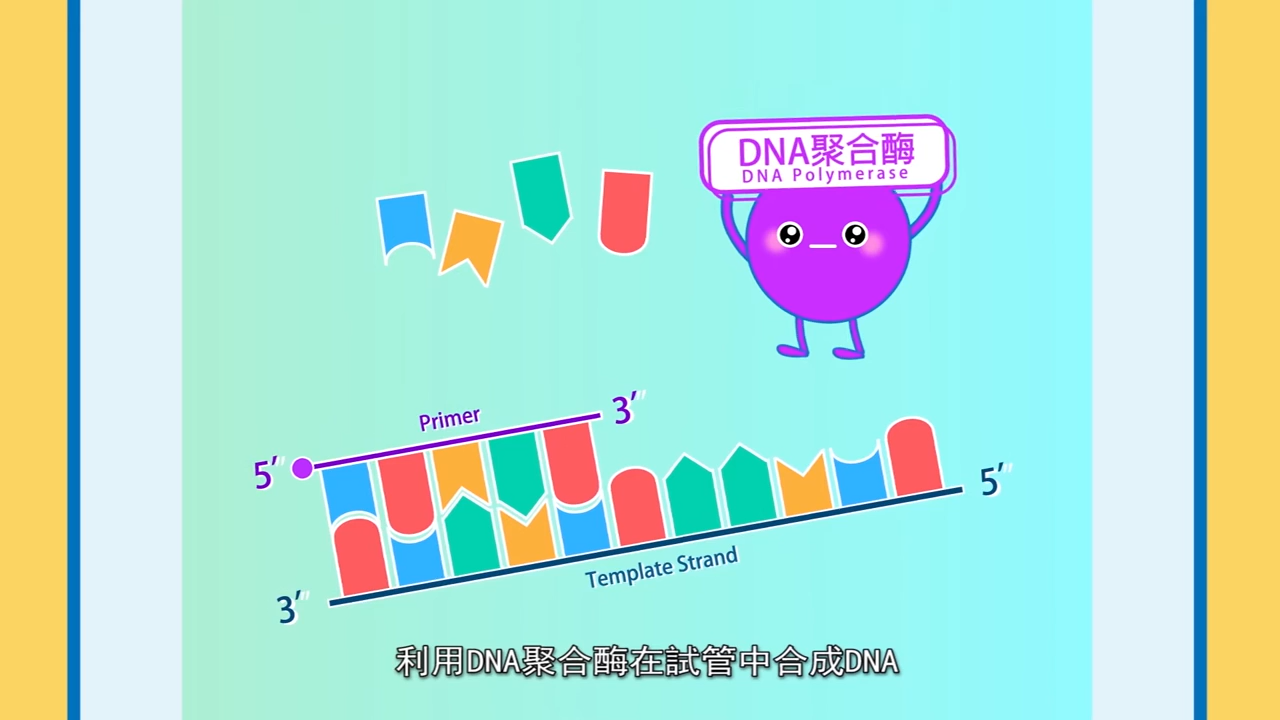 DNA聚合酶
DNA Polymerase
Primer
3′
5′
5′
Template Strand
3′
利用DNA聚合酶在試管中合成DNA